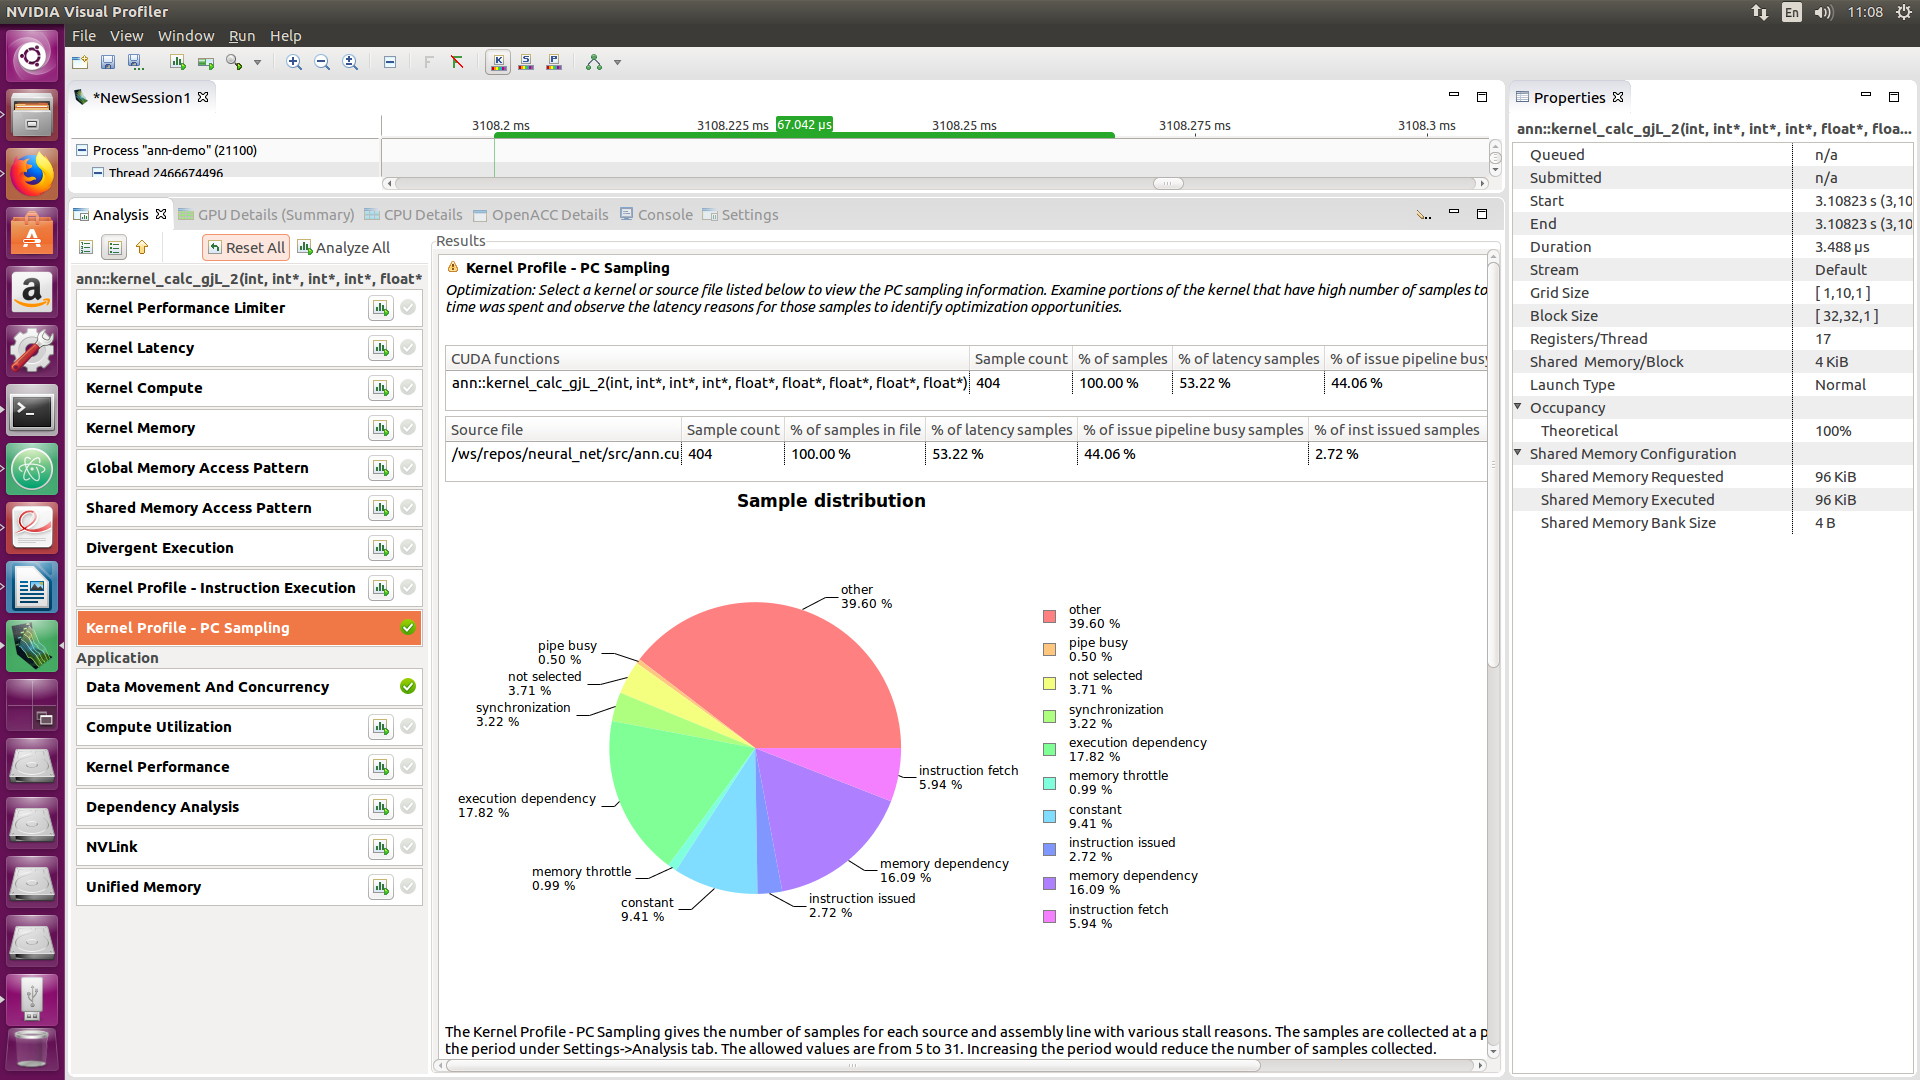 NVIDIA Visual Profiler
En
11:08
File View Window Run Help
*NewSession1
3108.2 ms 3108.225 ms 67.042 µs 3108.25 ms 3108.275 ms 3108.3 ms
Process "ann-demo" (21100)
Thread 2466674496
Analysis GPU Details (Summary) CPU Details OpenACC Details Console Settings
Reset All Analyze All
ann::kernel_calc_gjL_2(int, int*, int*, int*, float*
Kernel Performance Limiter
Kernel Latency
Kernel Compute
Kernel Memory
Global Memory Access Pattern
Shared Memory Access Pattern
Divergent Execution
Kernel Profile - Instruction Execution
Kernel Profile - PC Sampling
Application
Data Movement And Concurrency
Compute Utilization
Kernel Performance
Dependency Analysis
NVLink
Unified Memory
Results
Kernel Profile - PC Sampling
Optimization: Select a kernel or source file listed below to view the PC sampling information. Examine portions of the kernel that have high number of samples to
time was spent and observe the latency reasons for those samples to identify optimization opportunities.
CUDA functions Sample count % of samples % of latency samples % of issue pipeline busy
ann::kernel_calc_gjL_2(int, int*, int*, int*, float*, float*, float*, float*, float*) 404 100.00 % 53.22 % 44.06 %
Source file Sample count % of samples in file % of latency samples % of issue pipeline busy samples % of inst issued samples
/ws/repos/neural_net/src/ann.cu 404 100.00 % 53.22 % 44.06 % 2.72 %
Sample distribution
other
39.60 %
pipe busy
0.50 %
not selected
3.71 %
synchronization
3.22 %
execution dependency
17.82 %
memory throttle
0.99 %
constant
9.41 %
instruction issued
2.72 %
memory dependency
16.09 %
instruction fetch
5.94 %
other
39.60 %
pipe busy
0.50 %
not selected
3.71 %
synchronization
3.22 %
execution dependency
17.82 %
memory throttle
0.99 %
constant
9.41 %
instruction issued
2.72 %
memory dependency
16.09 %
instruction fetch
5.94 %
The Kernel Profile - PC Sampling gives the number of samples for each source and assembly line with various stall reasons. The samples are collected at a p
the period under Settings->Analysis tab. The allowed values are from 5 to 31. Increasing the period would reduce the number of samples collected.
Properties
ann::kernel_calc_gjL_2(int, int*, int*, int*, float*, floa...
Queued n/a
Submitted n/a
Start 3.10823 s (3,10
End 3.10823 s (3,10
Duration 3.488 µs
Stream Default
Grid Size [ 1,10,1 ]
Block Size [ 32,32,1 ]
Registers/Thread 17
Shared Memory/Block 4 KiB
Launch Type Normal
Occupancy
Theoretical 100%
Shared Memory Configuration
Shared Memory Requested 96 KiB
Shared Memory Executed 96 KiB
Shared Memory Bank Size 4 B